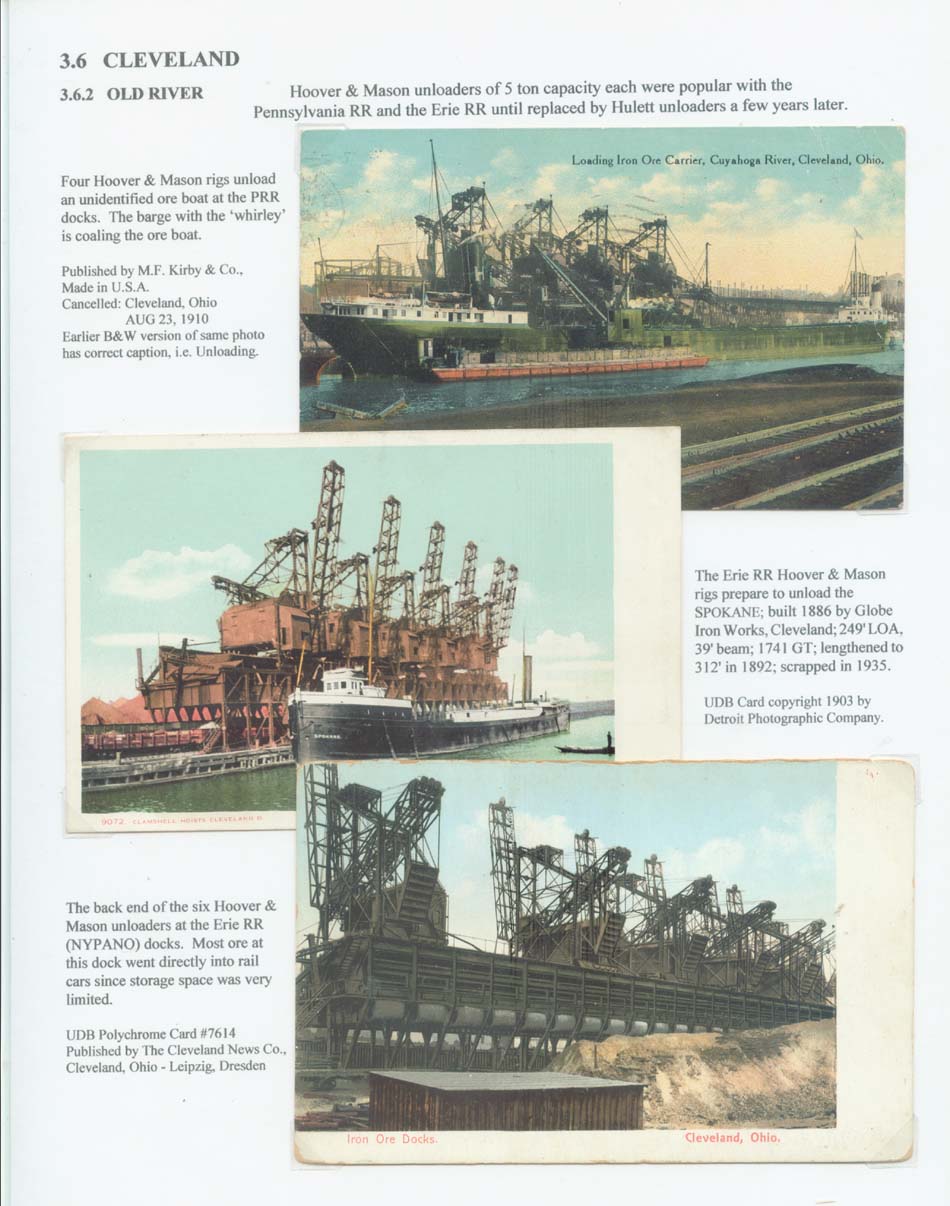 3.6 CLEVELAND
3.6.2 OLD RIVER
Hoover & Mason unloaders of 5 ton capacity each were popular with the
Pennsylvania RR and the Erie RR until replaced by Hulett unloaders a few years later.
Loading Iron Ore Carrier, Cuyahoga River, Cleveland, Ohio.
Four Hoover & Mason rigs unload
an unidentified ore boat at the PRR
docks. The barge with the ‘whirley’
is coaling the ore boat.
Published by M.F. Kirby & Co.,
Made in U.S.A.
Cancelled: Cleveland, Ohio
AUG 23, 1910
Earlier B&W version of same photo
has correct caption, i.e. Unloading.
The Erie RR Hoover & Mason
rigs prepare to unload the
SPOKANE; built 1886 by Globe
Iron Works, Cleveland; 249' LOA,
39' beam; 1741 GT; lengthened to
312' in 1892; scrapped in 1935.
UDB Card copyright 1903 by
Detroit Photographic Company.
SPOKANE
9072. CLAMSHELL HOISTS CLEVELAND O.
The back end of the six Hoover &
Mason unloaders at the Erie RR
(NYPANO) docks. Most ore at
this dock went directly into rail
cars since storage space was very
limited.
UDB Polychrome Card #7614
Published by The Cleveland News Co.,
Cleveland, Ohio - Leipzig, Dresden
Iron Ore Docks.
Cleveland, Ohio.